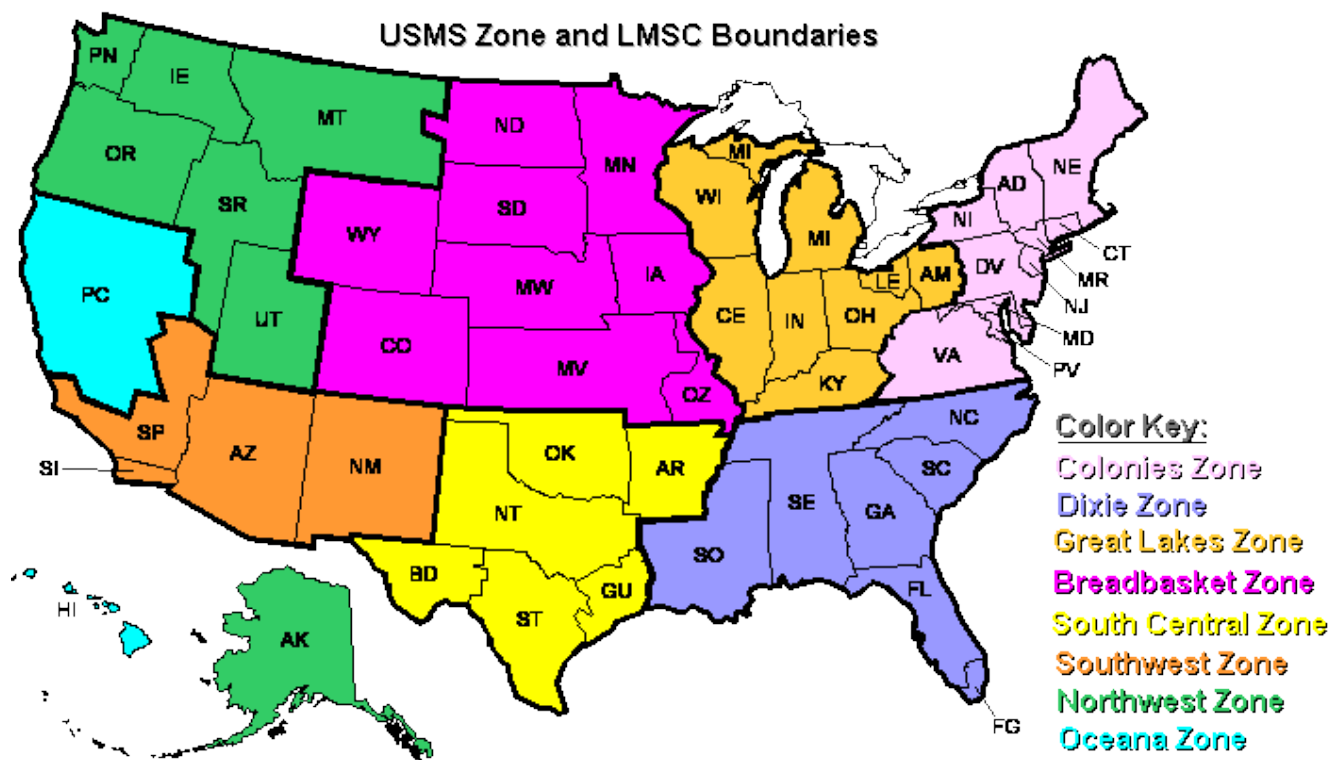 USMS Zone and LMSC Boundaries
PN
IE
MT
ND
MN
MI
OR
SR
WY
SD
WI
MI
NI
AD
NE
CT
MR
NJ
MD
PV
PC
UT
CO
MW
IA
MV
OZ
CE
IN
OH
LE
AM
DV
VA
KY
SP
SI
AZ
NM
OK
AR
NT
BD
ST
GU
SO
SE
GA
SC
NC
FL
FG
HI
AK
Color Key:
Colonies Zone
Dixie Zone
Great Lakes Zone
Breadbasket Zone
South Central Zone
Southwest Zone
Northwest Zone
Oceana Zone